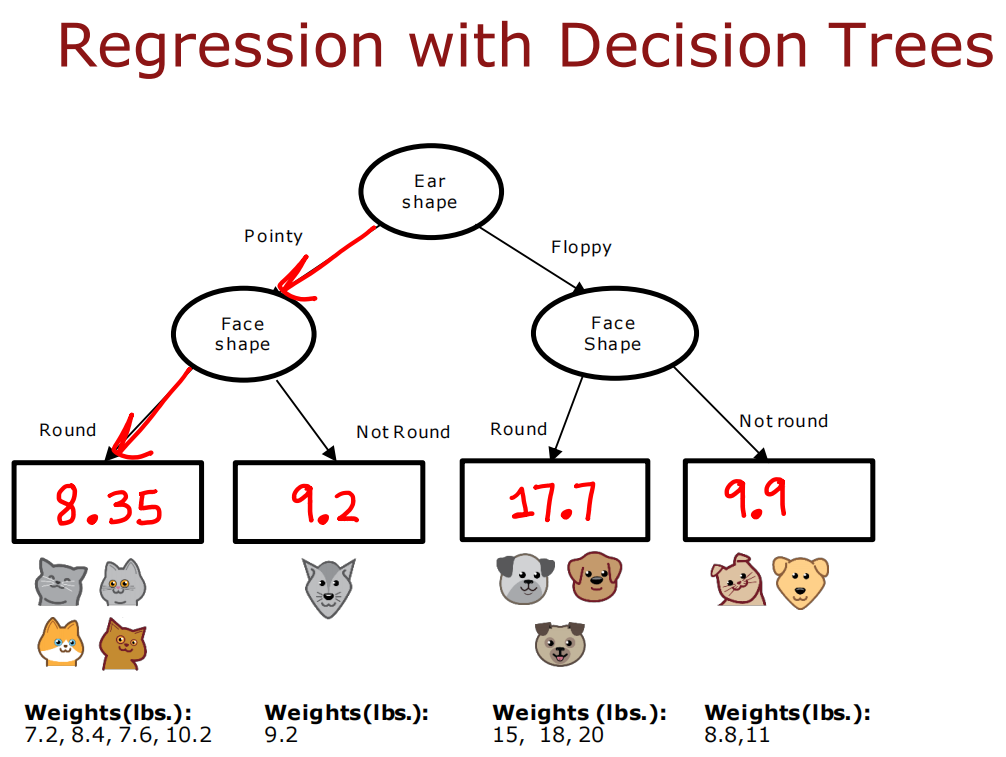 Regression with Decision Trees
Ear
shape
Pointy
Floppy
Face
shape
Face
Shape
Round
Not Round
Round
Not round
8.35
9.2
17.7
9.9
Weights(lbs.):
7.2, 8.4, 7.6, 10.2
Weights(lbs.):
9.2
Weights (lbs.):
15, 18, 20
Weights(lbs.):
8.8,11